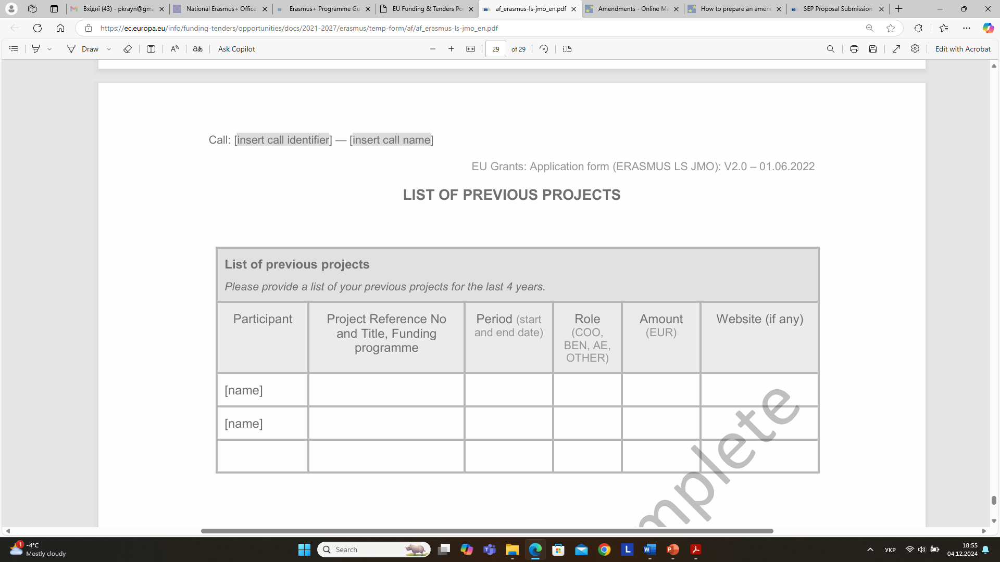 Вхідні (43) - pkrayn@gma
National Erasmus+ Office
Erasmus+ Programme Gu
EU Funding & Tenders Po
af_erasmus-ls-jmo_en.pdf
Amendments - Online Ma
How to prepare an amend
SEP Proposal Submission
https://ec.europa.eu/info/funding-tenders/opportunities/docs/2021-2027/erasmus/temp-form/af/af_erasmus-ls-jmo_en.pdf
Draw
Ask Copilot
29 of 29
Edit with Acrobat
Call: [insert call identifier] — [insert call name]
EU Grants: Application form (ERASMUS LS JMO): V2.0 – 01.06.2022
LIST OF PREVIOUS PROJECTS
List of previous projects
Please provide a list of your previous projects for the last 4 years.
Participant
Project Reference No
and Title, Funding
programme
Period (start
and end date)
Role
(COO,
BEN, AE,
OTHER)
Amount
(EUR)
Website (if any)
[name]
[name]
mplete
1
-4°C
Mostly cloudy
Search
УКР
18:55
04.12.2024